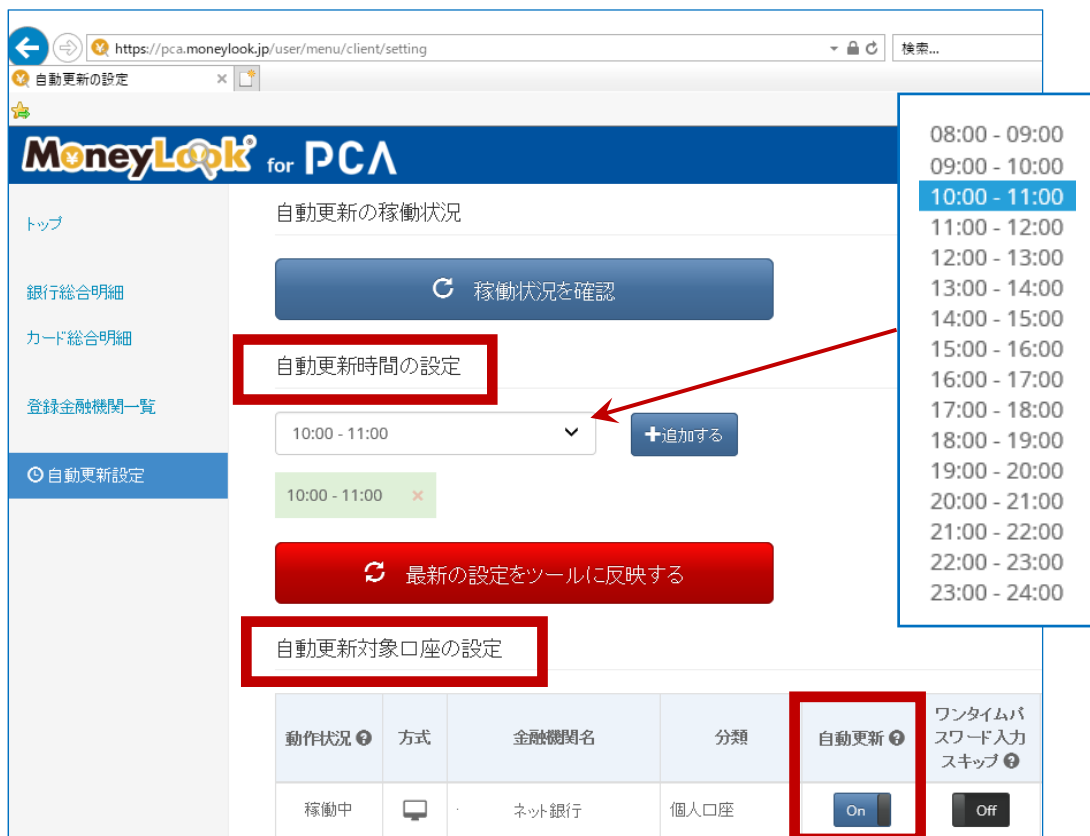 https://pca.moneylook.jp/user/menu/client/setting
検索...
自動更新の設定
MoneyLook® for PCA
トップ
銀行総合明細
カード総合明細
登録金融機関一覧
自動更新設定
自動更新の稼働状況
稼働状況を確認
自動更新時間の設定
10:00 - 11:00
+追加する
10:00 - 11:00 ×
最新の設定をツールに反映する
自動更新対象口座の設定
動作状況 ?
方式
金融機関名
分類
自動更新 ?
ワンタイムパ
スワード入力
スキップ ?
稼働中
ネット銀行
個人口座
On
Off
08:00 - 09:00
09:00 - 10:00
10:00 - 11:00
11:00 - 12:00
12:00 - 13:00
13:00 - 14:00
14:00 - 15:00
15:00 - 16:00
16:00 - 17:00
17:00 - 18:00
18:00 - 19:00
19:00 - 20:00
20:00 - 21:00
21:00 - 22:00
22:00 - 23:00
23:00 - 24:00